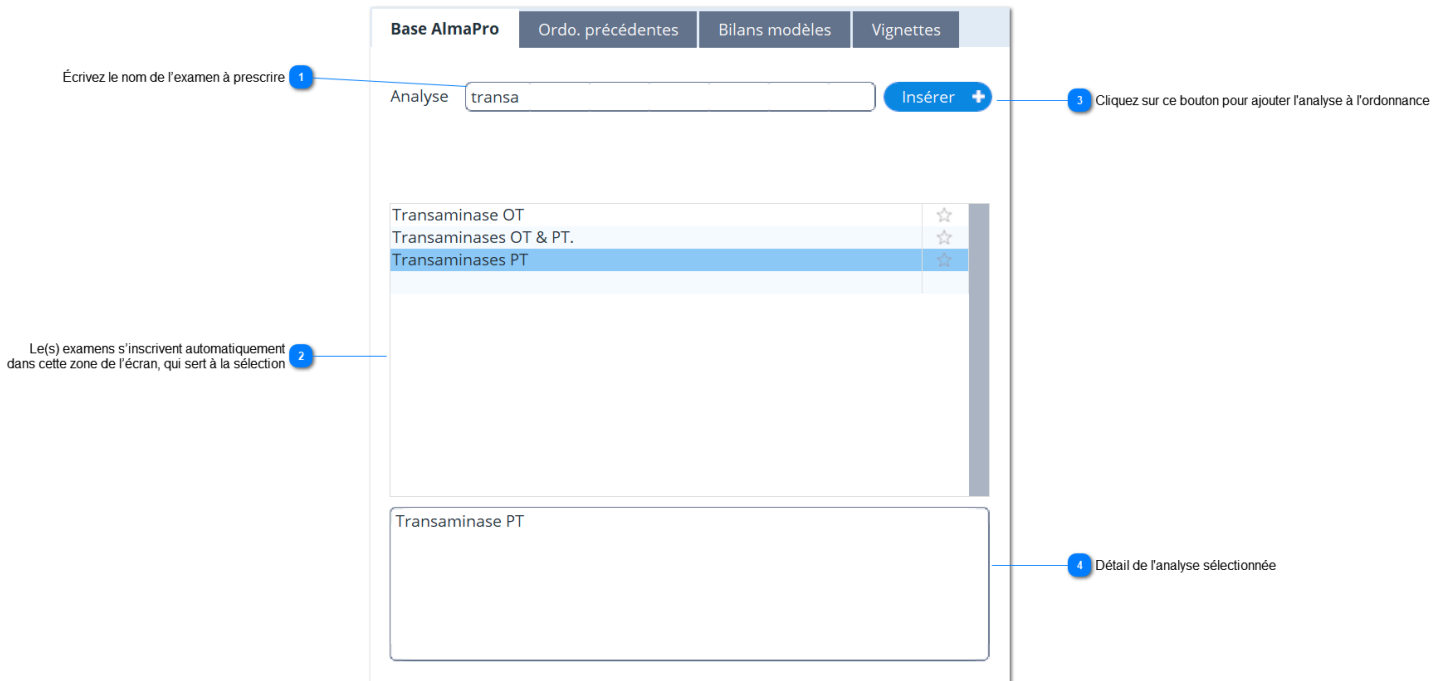 Base AlmaPro
Ordo. précédentes
Bilans modèles
Vignettes
Écrivez le nom de l'examen à prescrire
1
Analyse
transa
Insérer
3
Cliquez sur ce bouton pour ajouter l'analyse à l'ordonnance
Transaminase OT
Transaminases OT & PT.
Transaminases PT
Le(s) examens s'inscrivent automatiquement
dans cette zone de l'écran, qui sert à la sélection
2
Transaminase PT
4
Détail de l'analyse sélectionnée